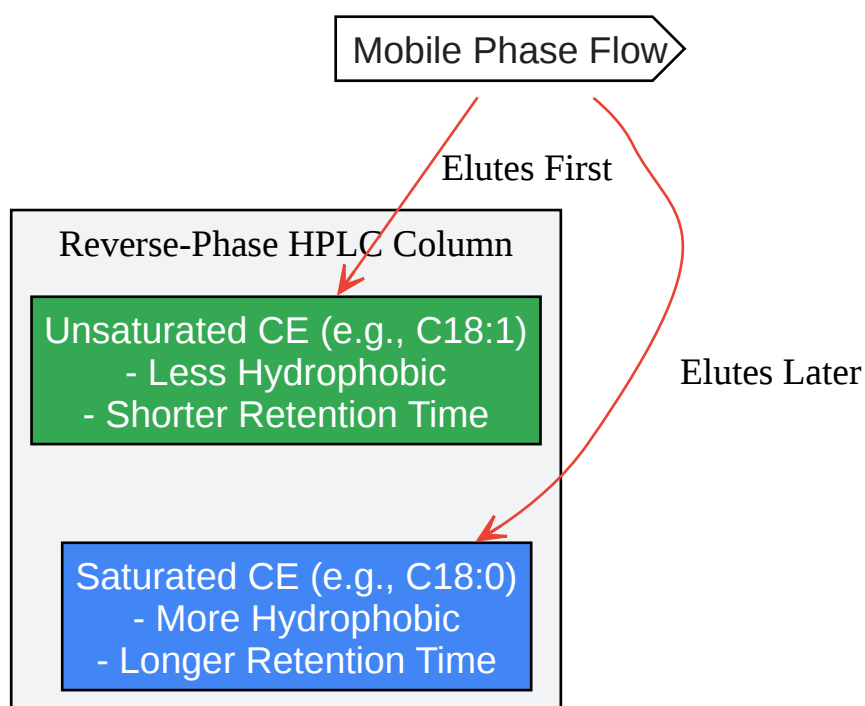 Mobile Phase Flow
Elutes First
Reverse-Phase HPLC Column
Unsaturated CE (e.g., C18:1)
- Less Hydrophobic
- Shorter Retention Time
Elutes Later
Saturated CE (e.g., C18:0)
- More Hydrophobic
- Longer Retention Time